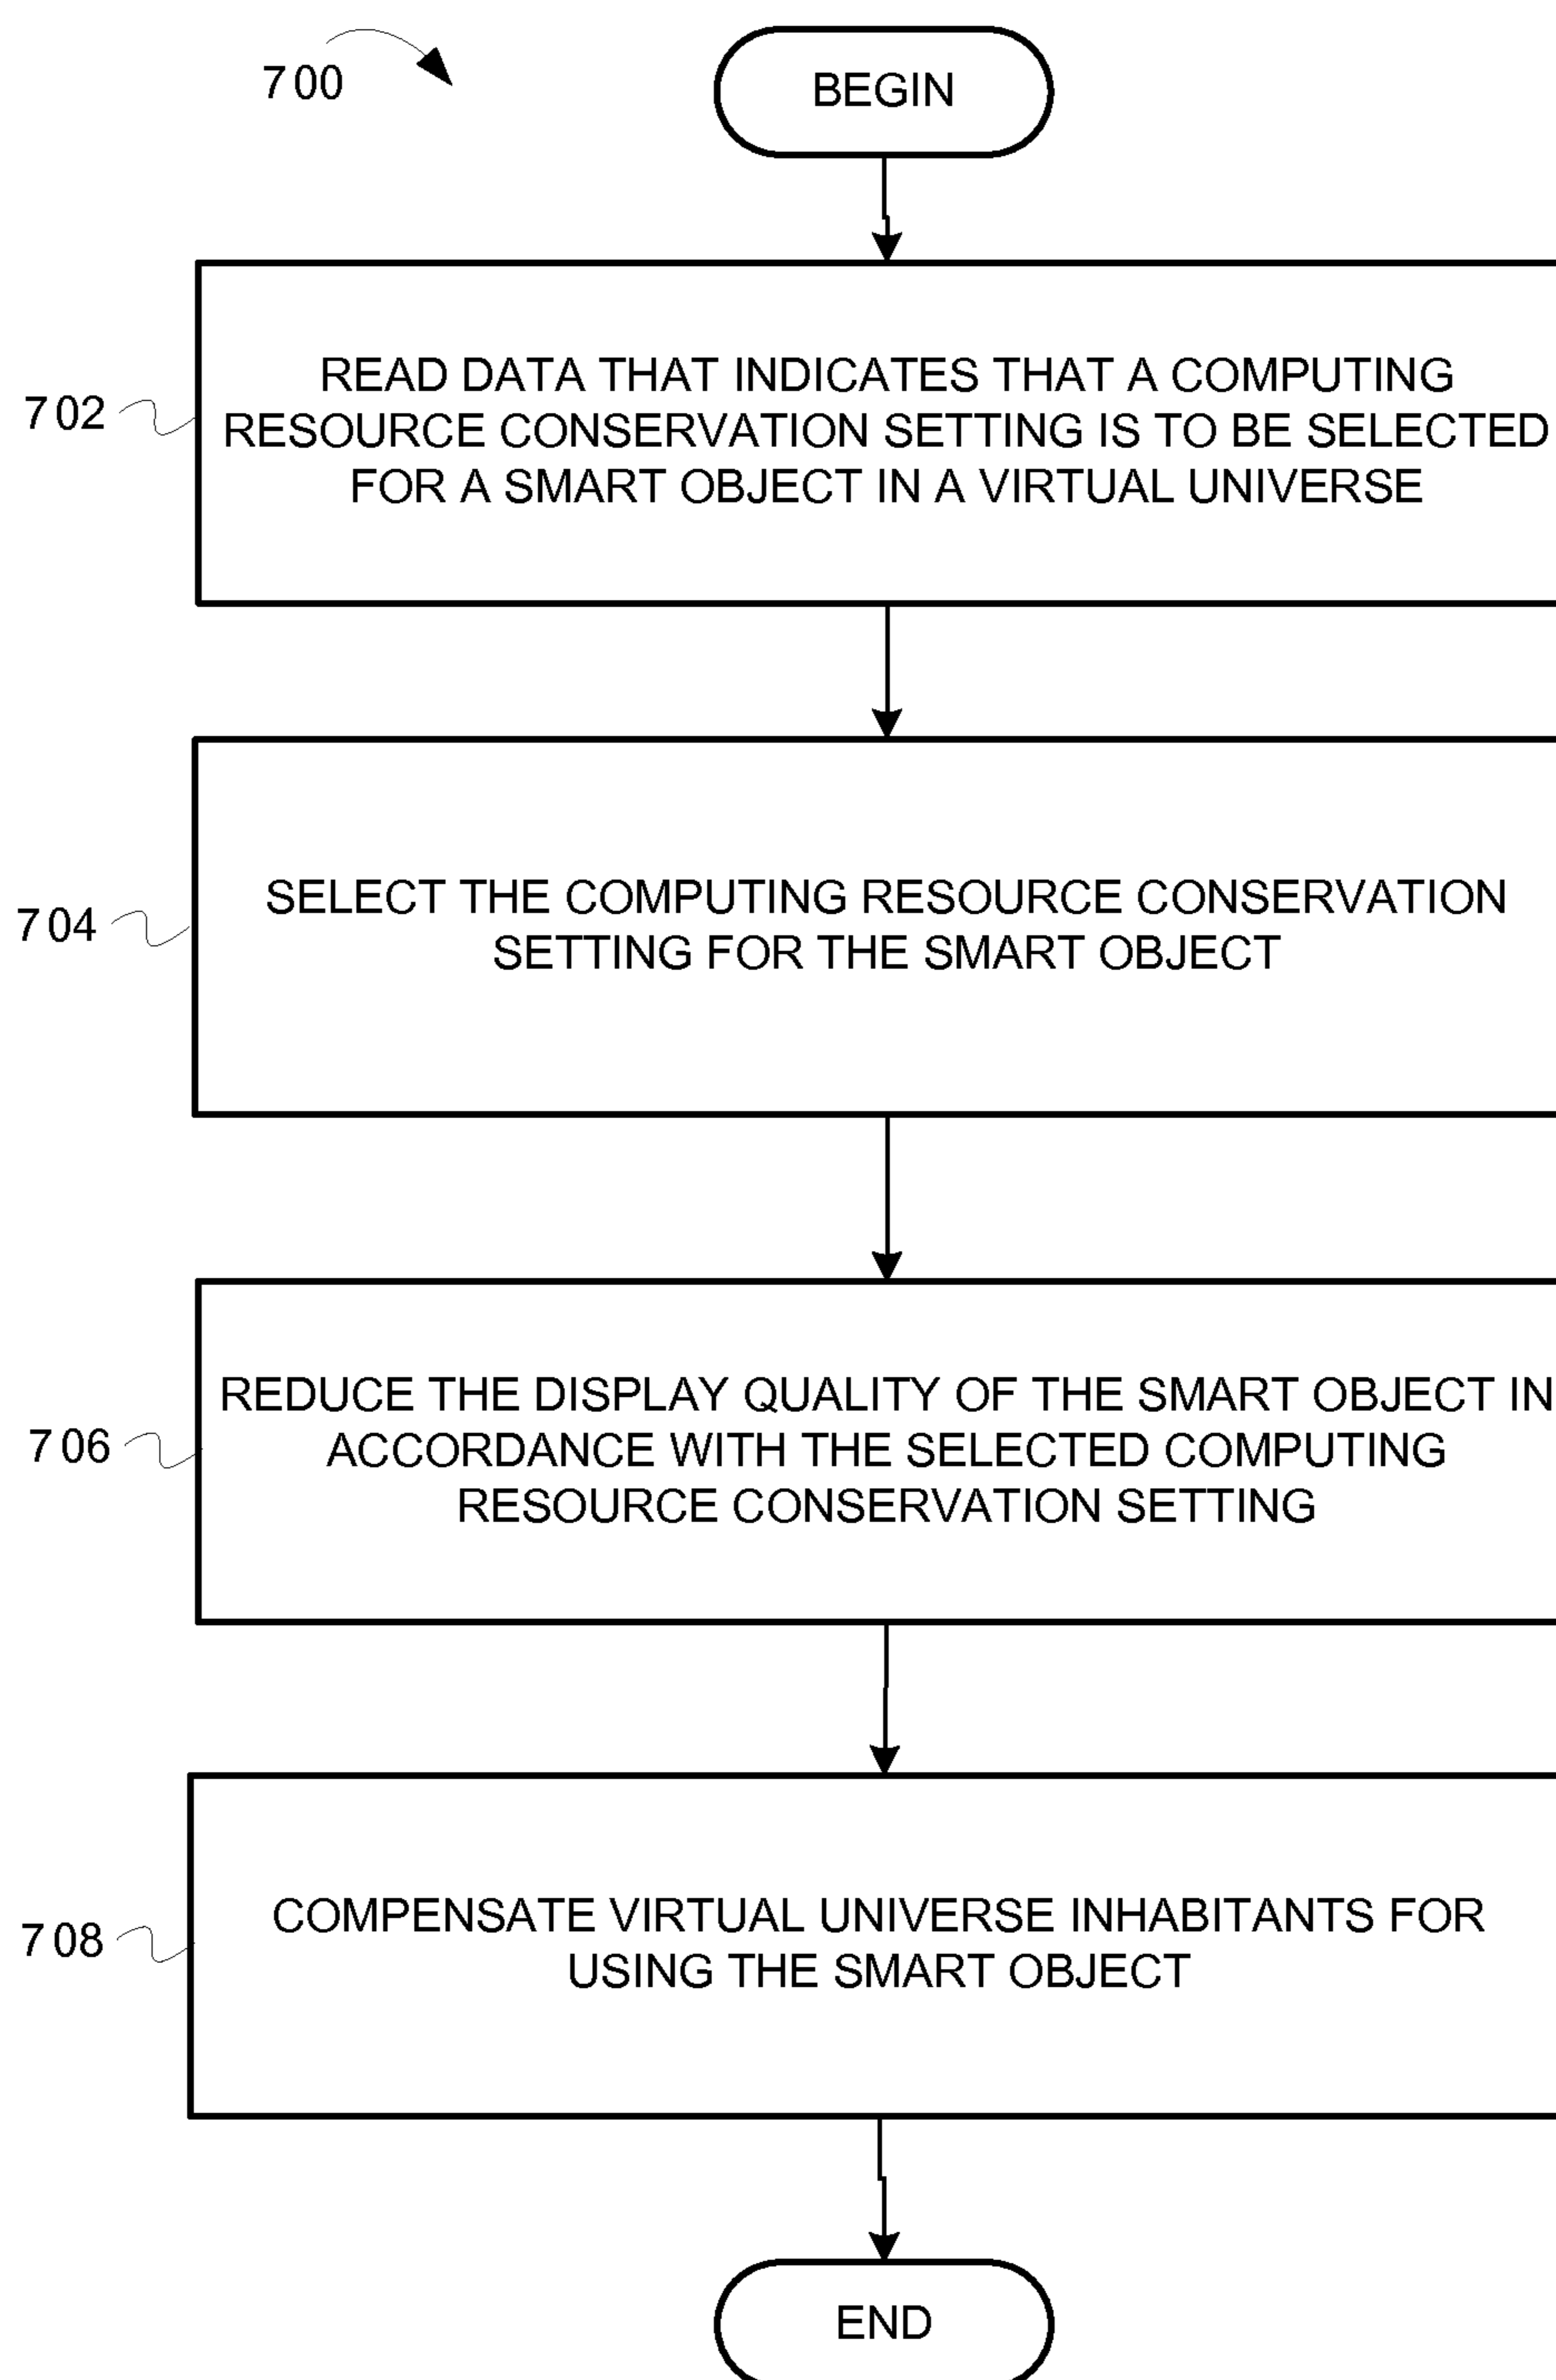 700
BEGIN
702
READ DATA THAT INDICATES THAT A COMPUTING
RESOURCE CONSERVATION SETTING IS TO BE SELECTED
FOR A SMART OBJECT IN A VIRTUAL UNIVERSE
704
SELECT THE COMPUTING RESOURCE CONSERVATION
SETTING FOR THE SMART OBJECT
706
REDUCE THE DISPLAY QUALITY OF THE SMART OBJECT IN
ACCORDANCE WITH THE SELECTED COMPUTING
RESOURCE CONSERVATION SETTING
708
COMPENSATE VIRTUAL UNIVERSE INHABITANTS FOR
USING THE SMART OBJECT
END